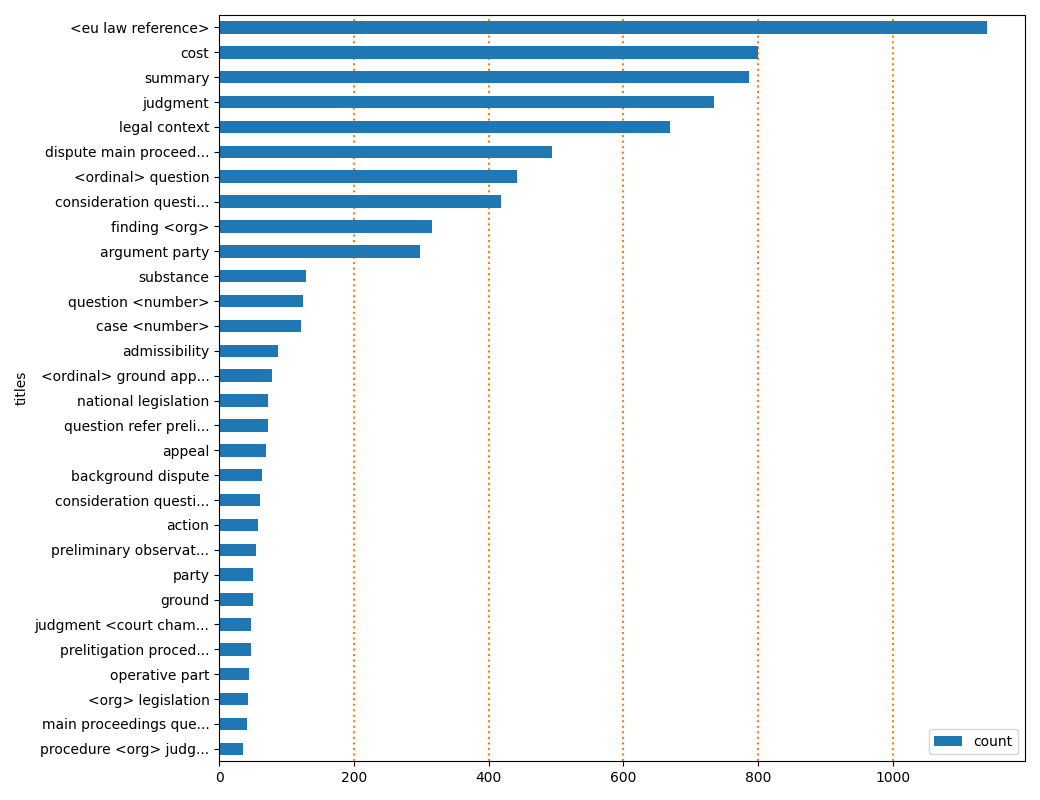 <eu law reference>
cost
summary
judgment
legal context
dispute main proceed...
<ordinal> question
consideration questi...
finding <org>
argument party
substance
question <number>
case <number>
admissibility
<ordinal> ground app...
national legislation
question refer preli...
appeal
background dispute
consideration questi...
action
preliminary observat...
party
ground
judgment <court cham...
prelitigation proced...
operative part
<org> legislation
main proceedings que...
procedure <org> judg...
titles
count
0 200 400 600 800 1000